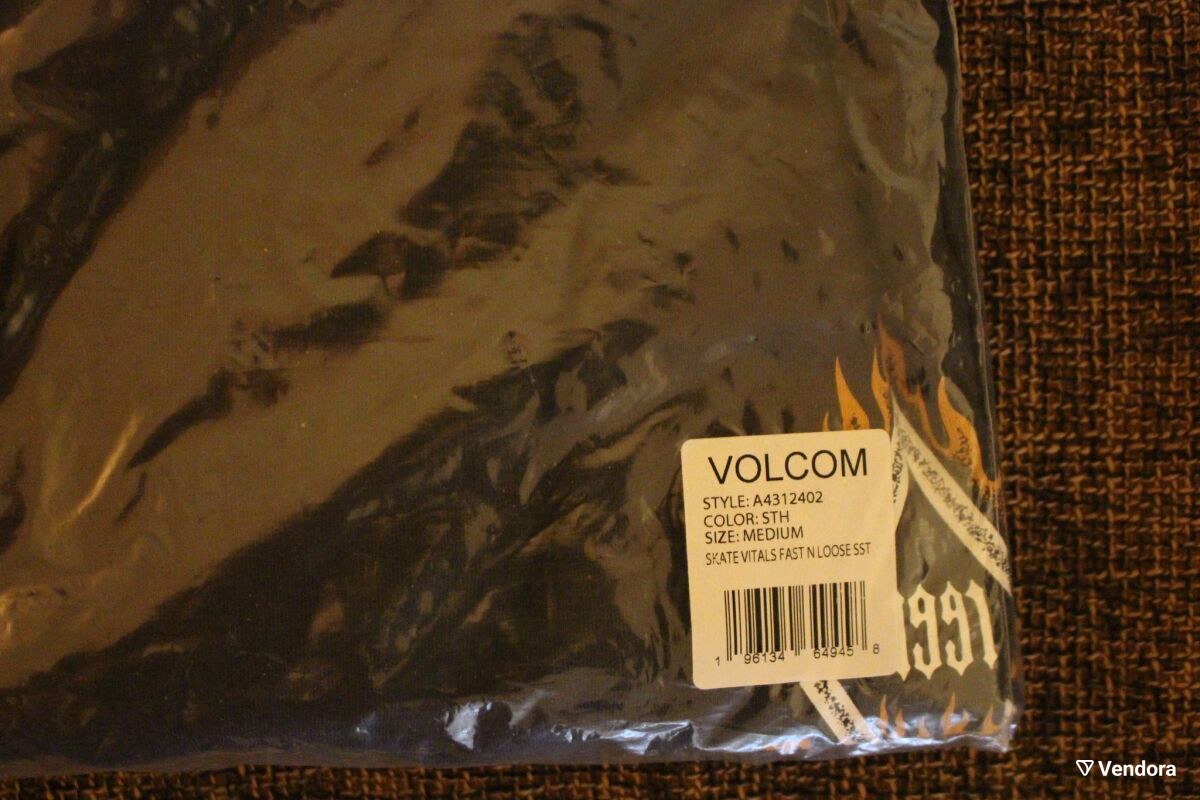 VOLCOM
STYLE: A4312402
COLOR: STH
SIZE: MEDIUM
SKATE VITALS FAST N LOOSE SST
1 96134 64945 8
1991
Vendora